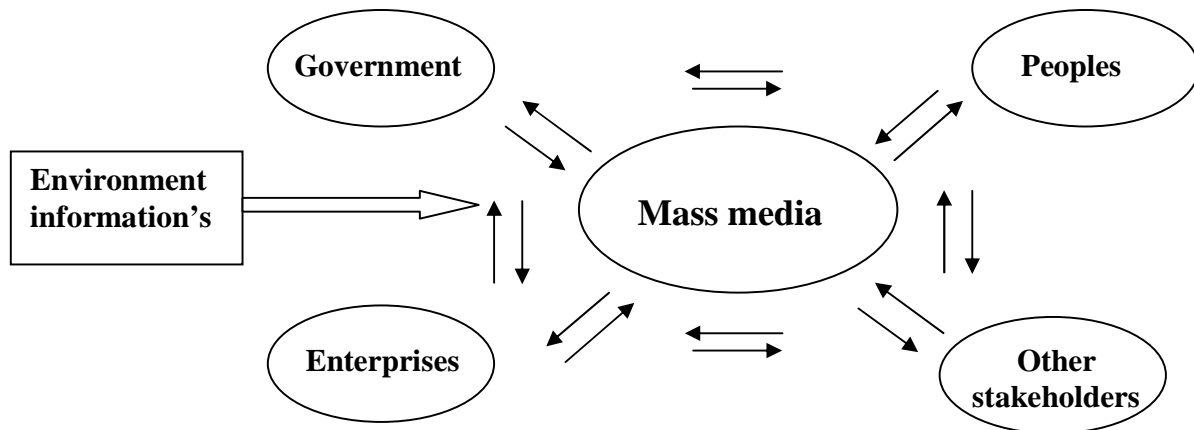 Government
Peoples
Environment
information’s
Mass media
Enterprises
Other
stakeholders